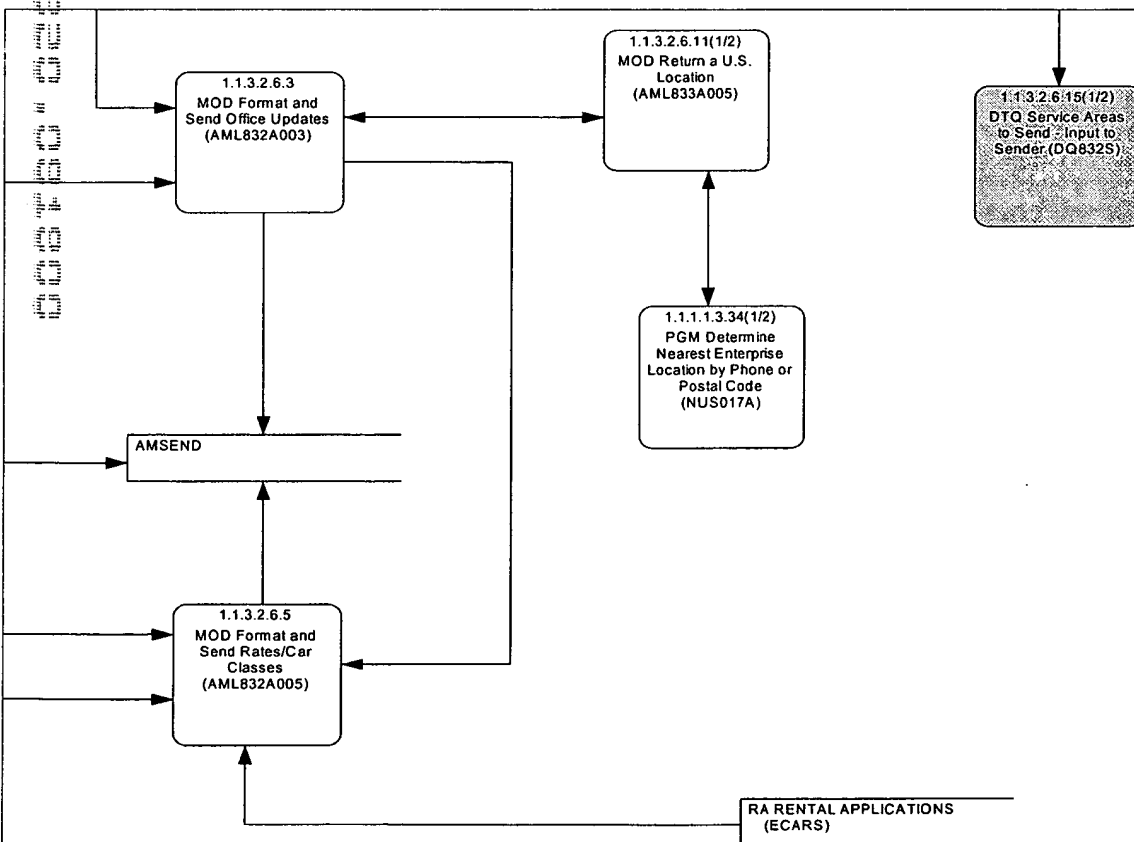 1.1.3.2.6.3
MOD Format and
Send Office Updates
(AML832A003)
1.1.3.2.6.11(1/2)
MOD Return a U.S.
Location
(AML833A005)
1.1.3.2.6.15(1/2)
DTQ Service Areas
to Send - Input to
Sender (DQ832S)
1.1.1.1.3.34(1/2)
PGM Determine
Nearest Enterprise
Location by Phone or
Postal Code
(NUS017A)
AMSEND
1.1.3.2.6.5
MOD Format and
Send Rates/Car
Classes
(AML832A005)
RA RENTAL APPLICATIONS
(ECARS)